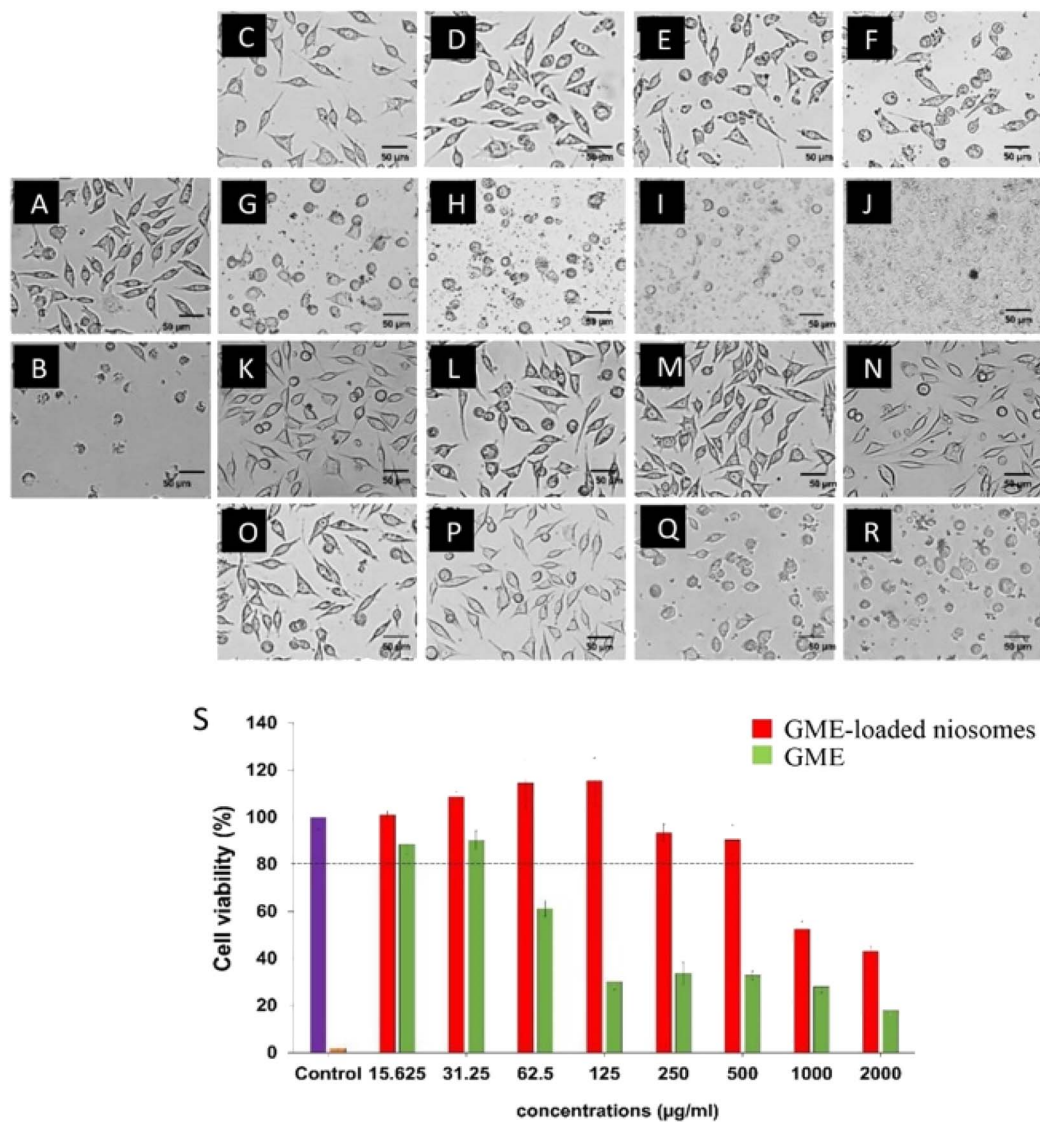 C D E F
50 µm 50 µm 50 µm 50 µm
A G H I J
50 µm 50 µm 50 µm 50 µm 50 µm
B K L M N
50 µm 50 µm 50 µm 50 µm 50 µm
O P Q R
50 µm 50 µm 50 µm 50 µm
S
GME-loaded niosomes
GME
Cell viability (%)
140
120
100
80
60
40
20
0
Control 15.625 31.25 62.5 125 250 500 1000 2000
concentrations (µg/ml)